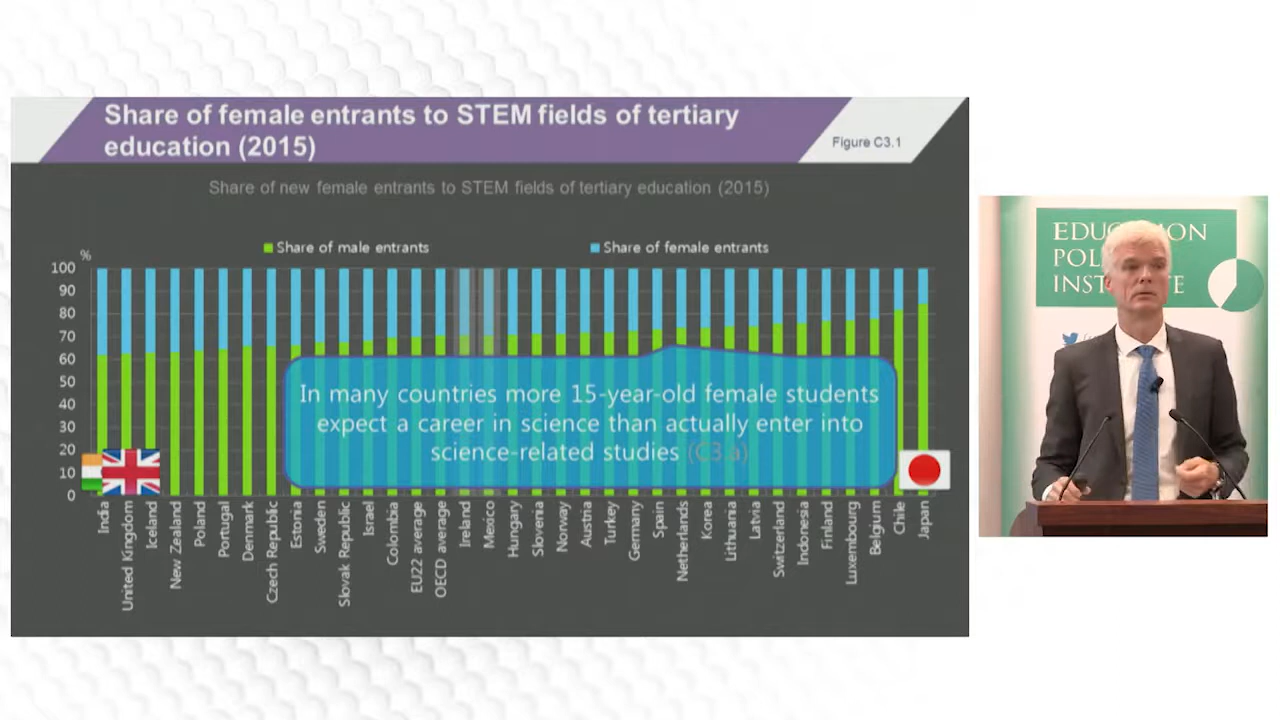 Share of female entrants to STEM fields of tertiary
education (2015)
Figure C3.1
Share of new female entrants to STEM fields of tertiary education (2015)
Share of male entrants
Share of female entrants
%
100
90
80
70
60
50
40
30
20
10
0
In many countries more 15-year-old female students
expect a career in science than actually enter into
science-related studies (C3.a)
India
United Kingdom
Iceland
New Zealand
Poland
Portugal
Denmark
Czech Republic
Estonia
Sweden
Slovak Republic
Israel
Colombia
EU22 average
OECD average
Ireland
Mexico
Hungary
Slovenia
Norway
Austria
Turkey
Germany
Spain
Netherlands
Korea
Lithuania
Latvia
Switzerland
Indonesia
Finland
Luxembourg
Belgium
Chile
Japan